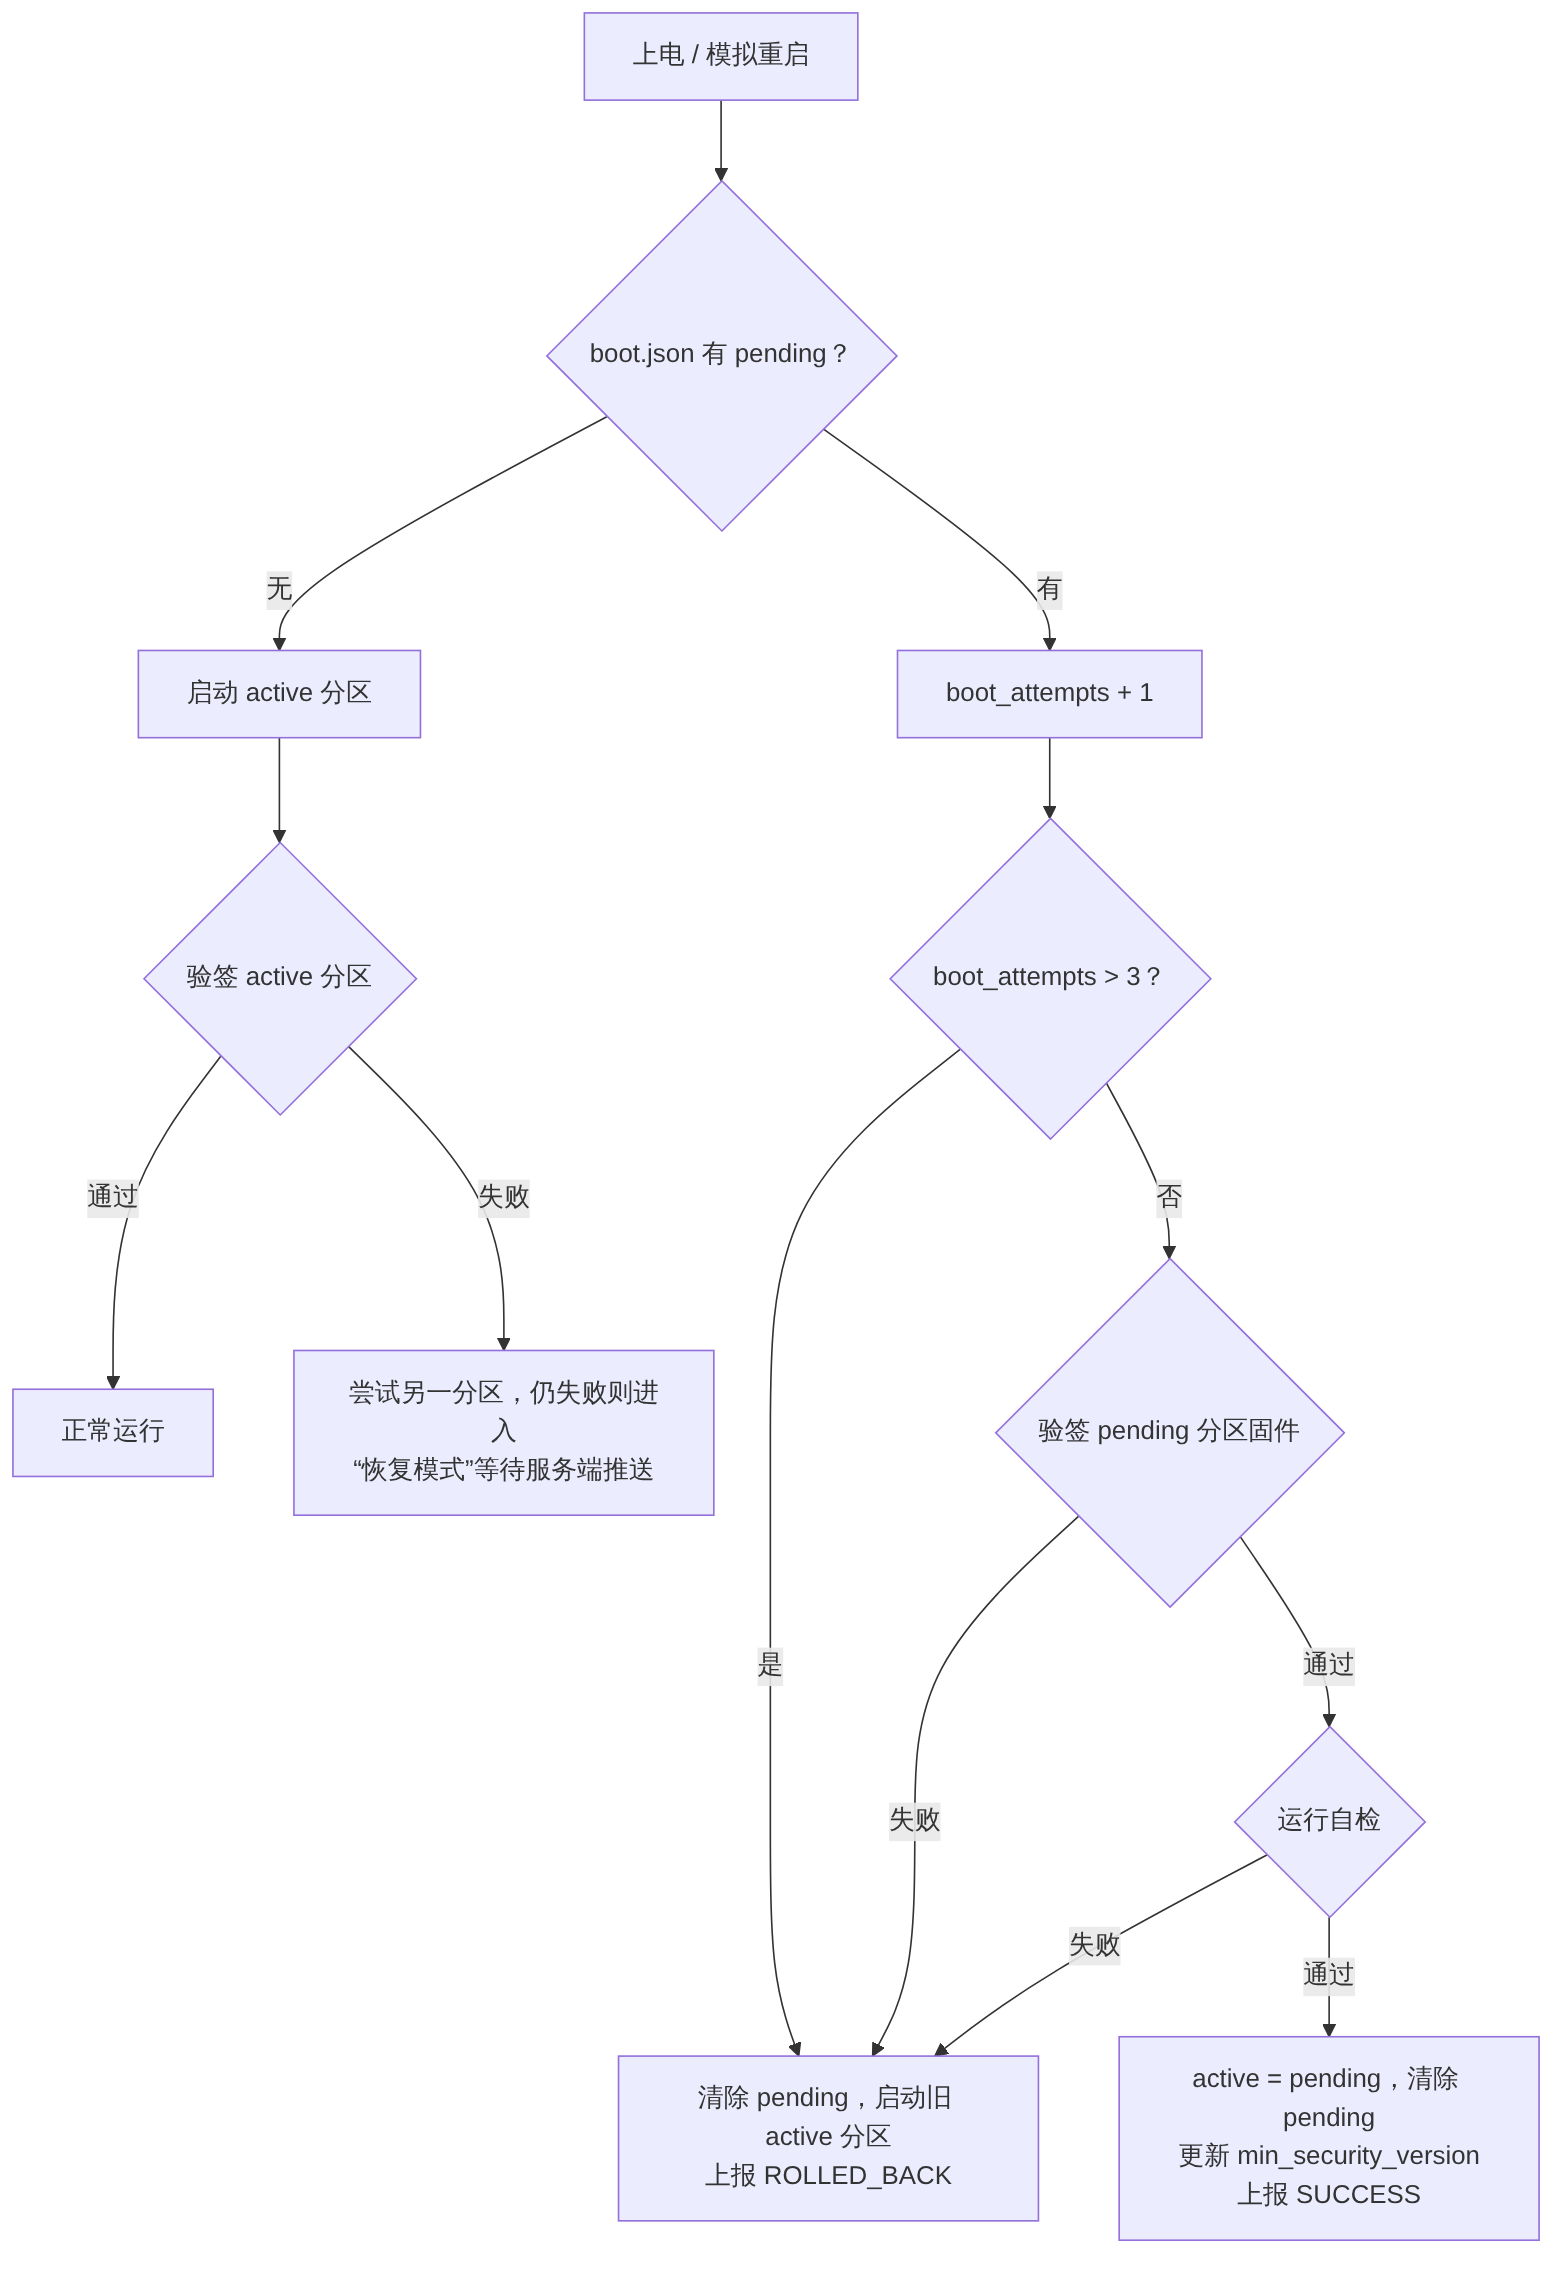 上电 / 模拟重启
boot.json 有 pending？
无
有
启动 active 分区
boot_attempts + 1
验签 active 分区
boot_attempts > 3？
通过
失败
否
正常运行
尝试另一分区，仍失败则进
入
“恢复模式”等待服务端推送
验签 pending 分区固件
是
通过
失败
运行自检
失败
通过
清除 pending，启动旧
active 分区
上报 ROLLED_BACK
active = pending，清除
pending
更新 min_security_version
上报 SUCCESS